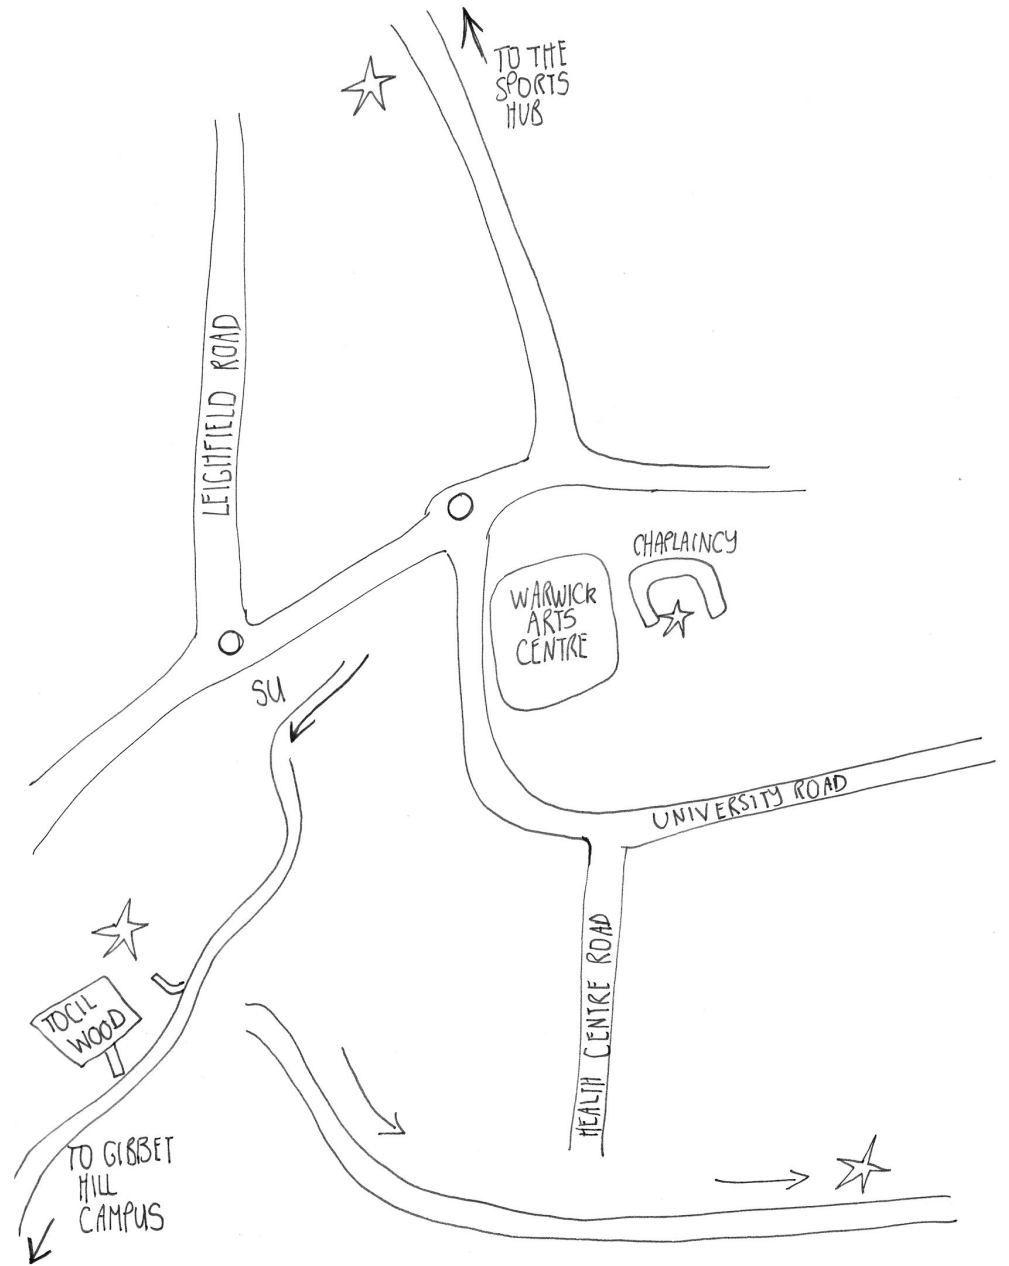 TO THE
SPORTS
HUB
LEIGHFIELD ROAD
CHAPLAINCY
WARWICK
ARTS
CENTRE
SU
UNIVERSITY ROAD
HEALTH CENTRE ROAD
TOCIL
WOOD
TO GIBBET
HILL
CAMPUS